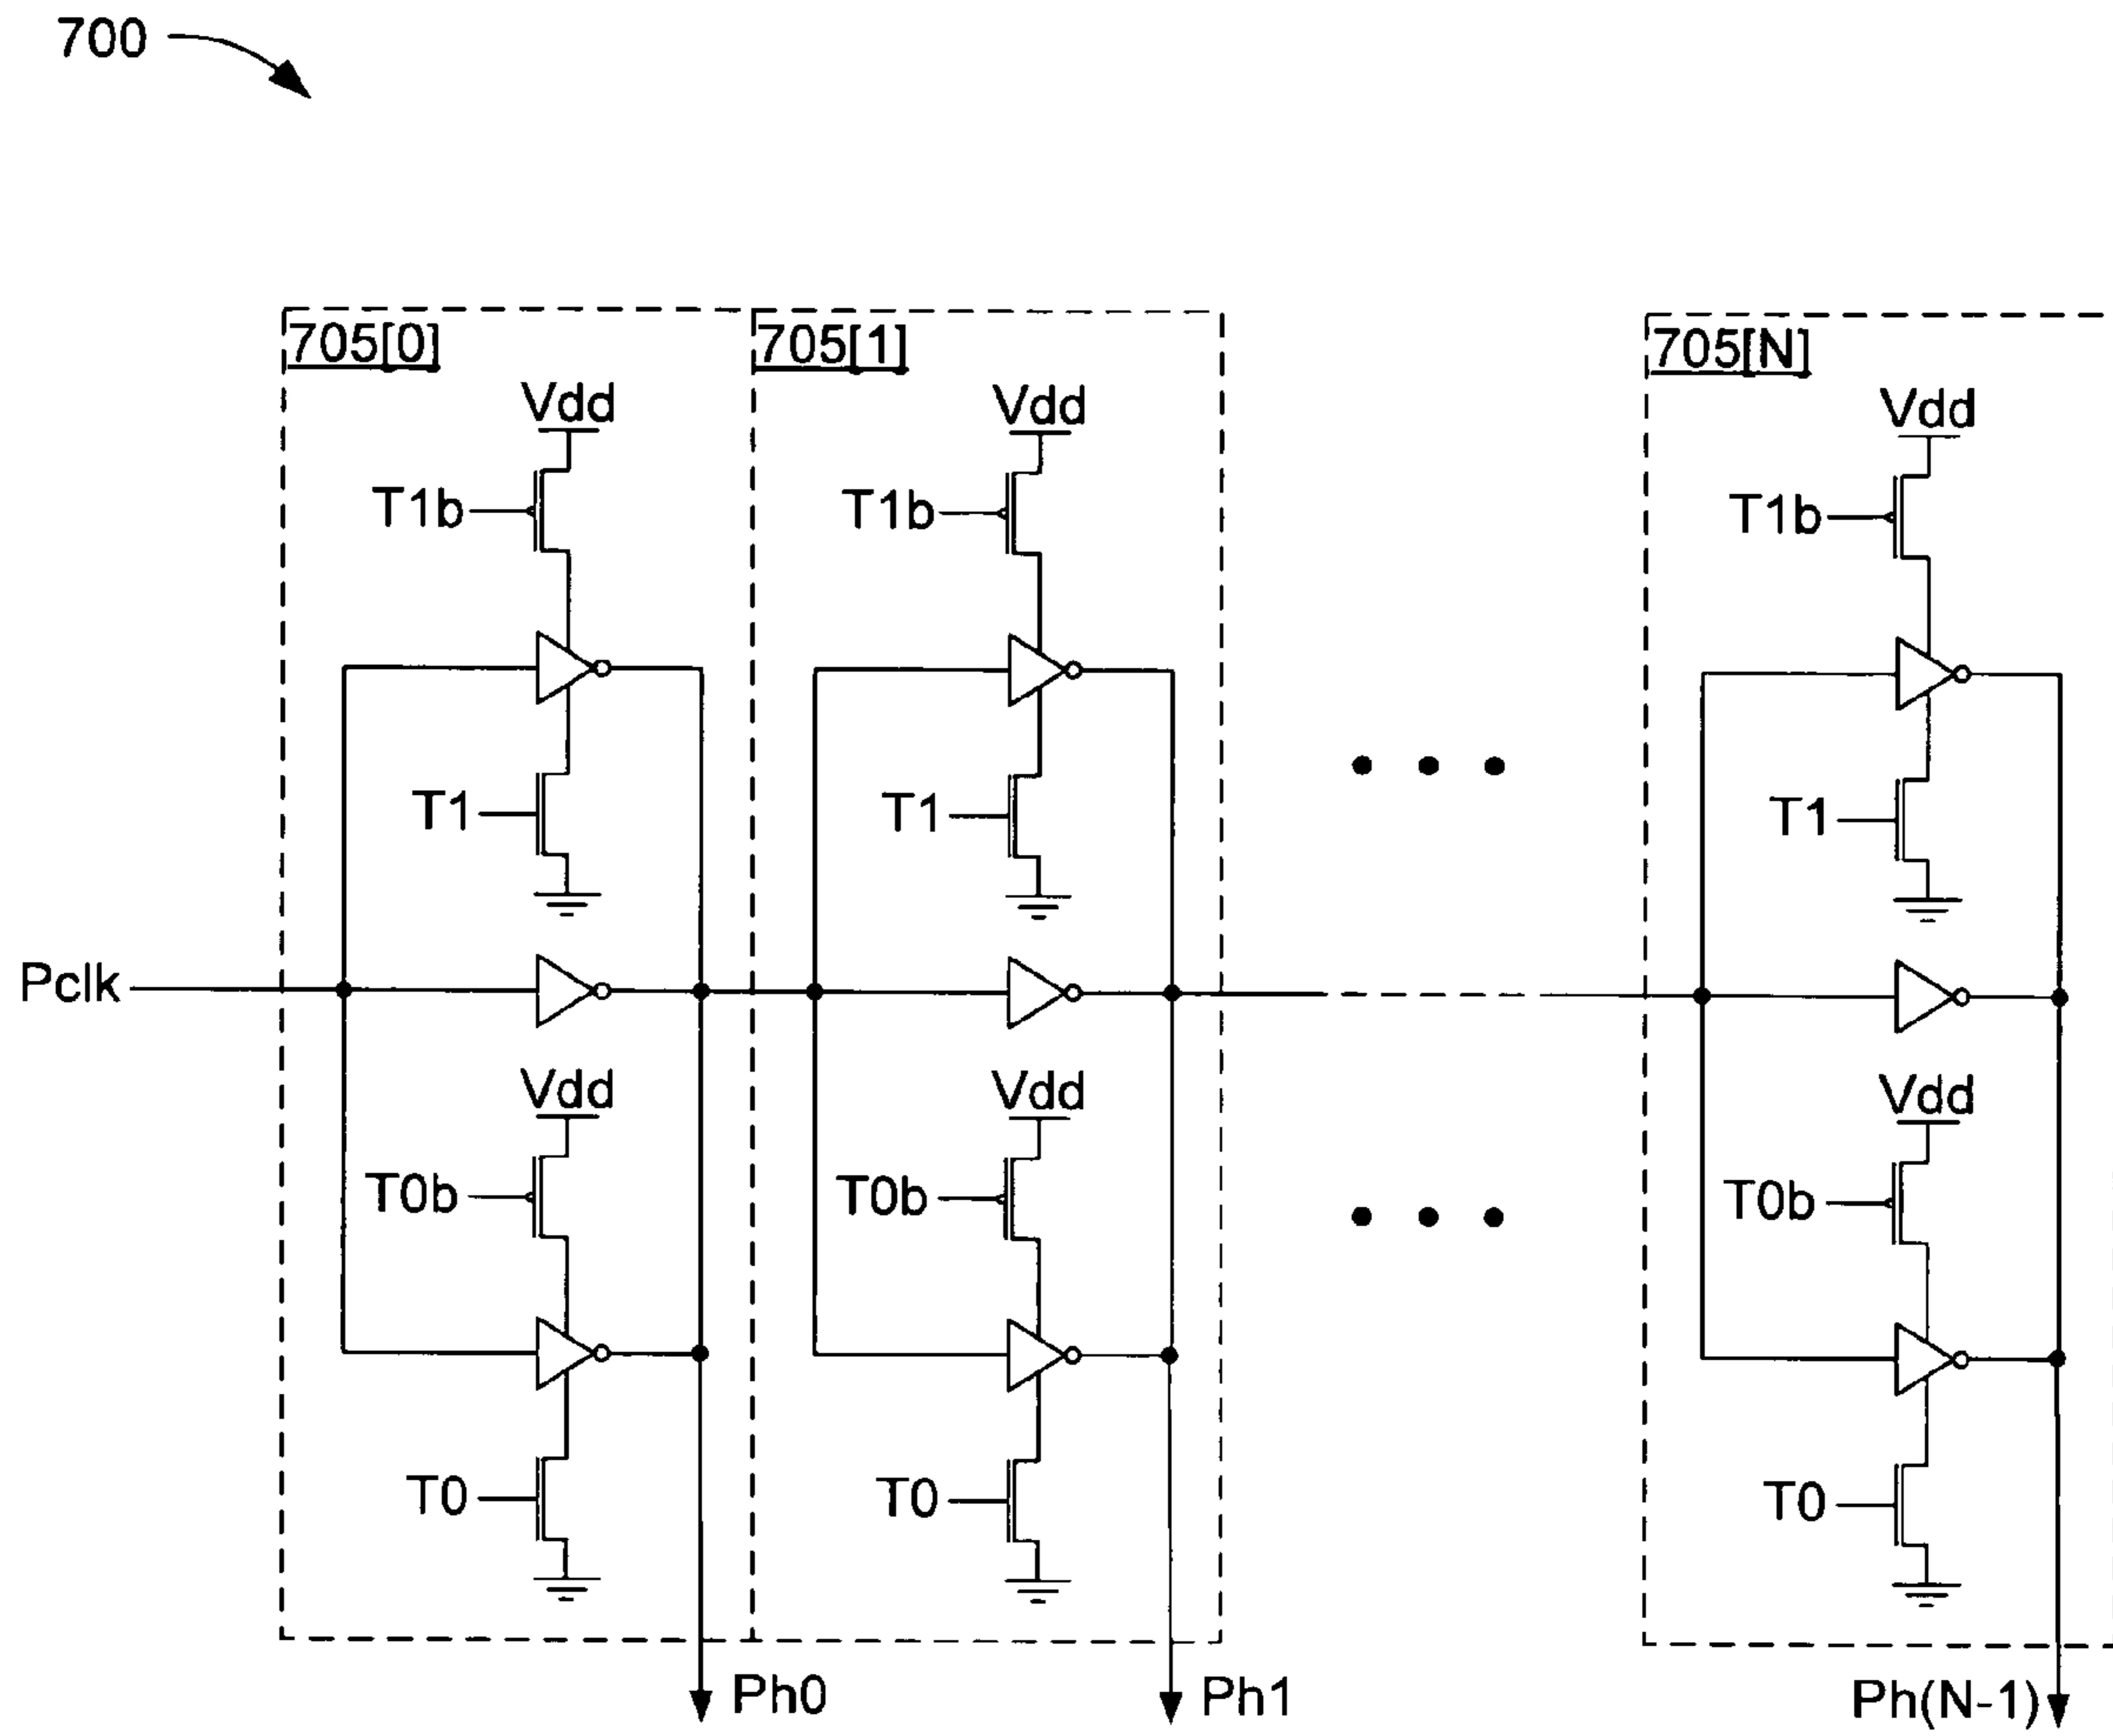 700
705[0]
705[1]
705[N]
Vdd
Vdd
Vdd
T1b
T1b
T1b
T1
T1
T1
Pclk
Vdd
Vdd
Vdd
T0b
T0b
T0b
T0
T0
T0
Ph0
Ph1
Ph(N-1)